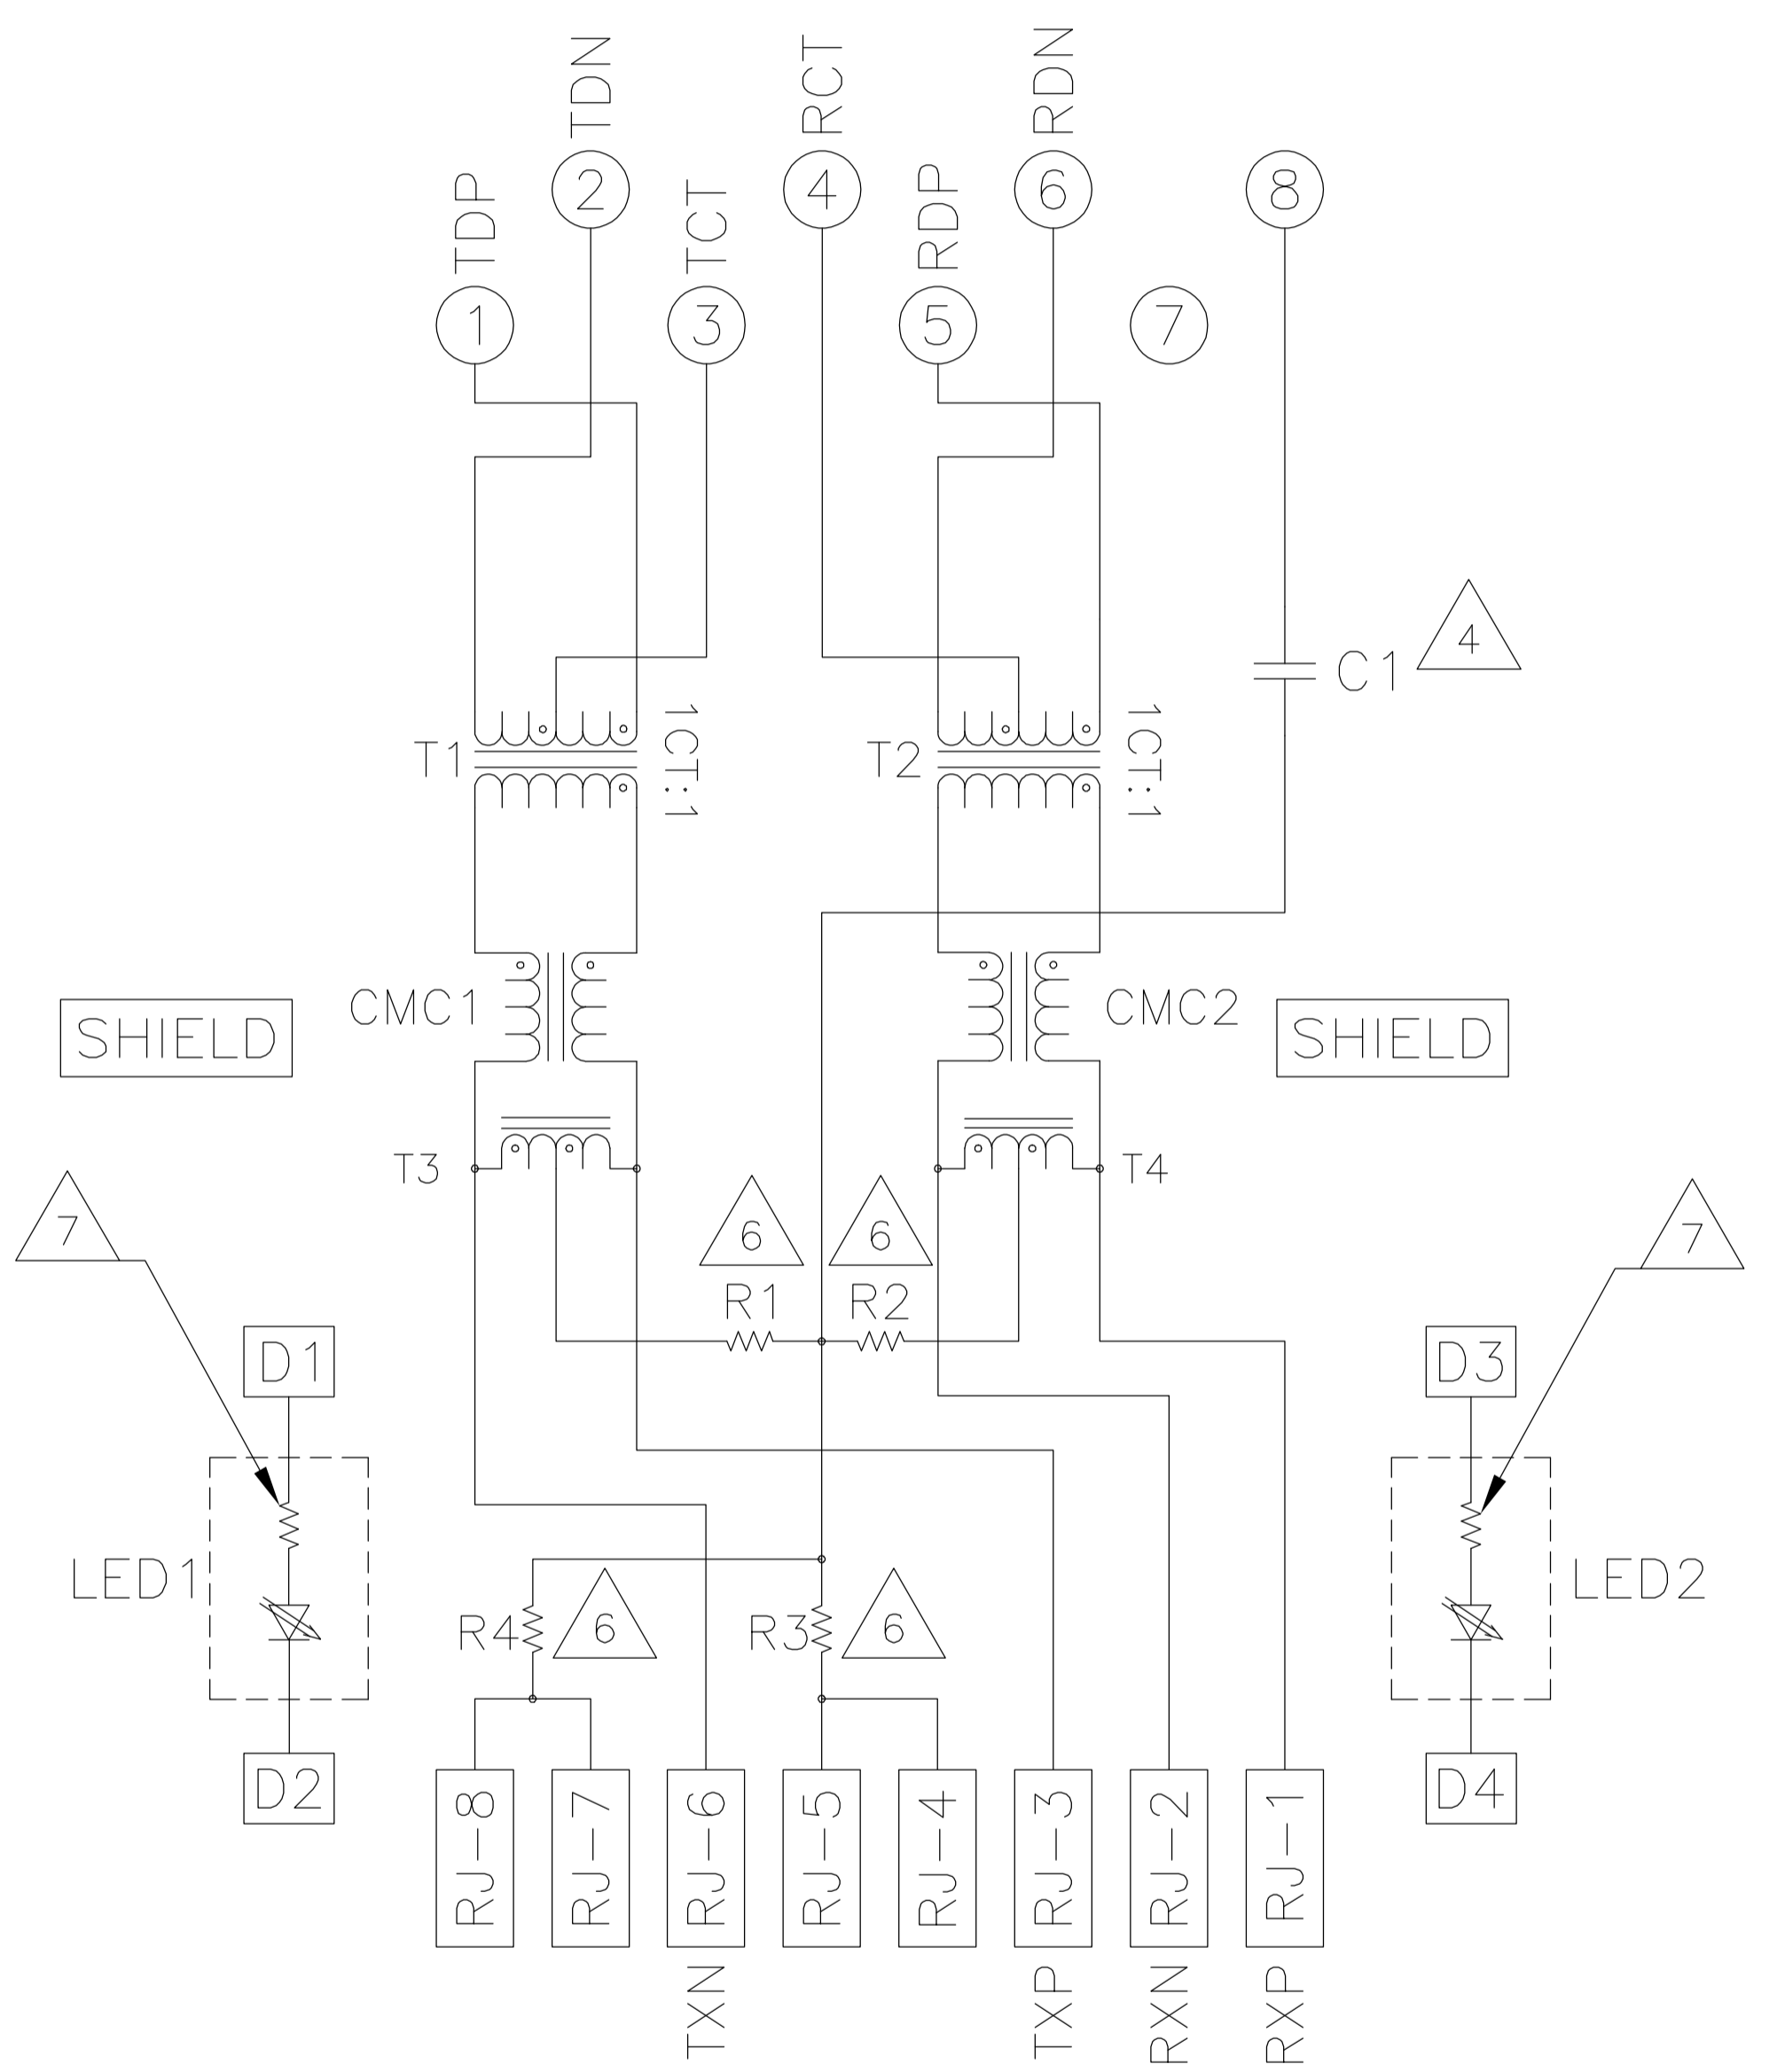 TDN
RCT
RDN
TDP
TCT
RDP
2
4
6
8
1
3
5
7
4
C1
T1
1CT:1
T2
1CT:1
CMC1
CMC2
SHIELD
SHIELD
T3
T4
7
6
6
7
R1
R2
D1
D3
LED1
LED2
R4
6
R3
6
D2
D4
RJ-8
RJ-7
RJ-6
RJ-5
RJ-4
RJ-3
RJ-2
RJ-1
TXN
TXP
RXN
RXP